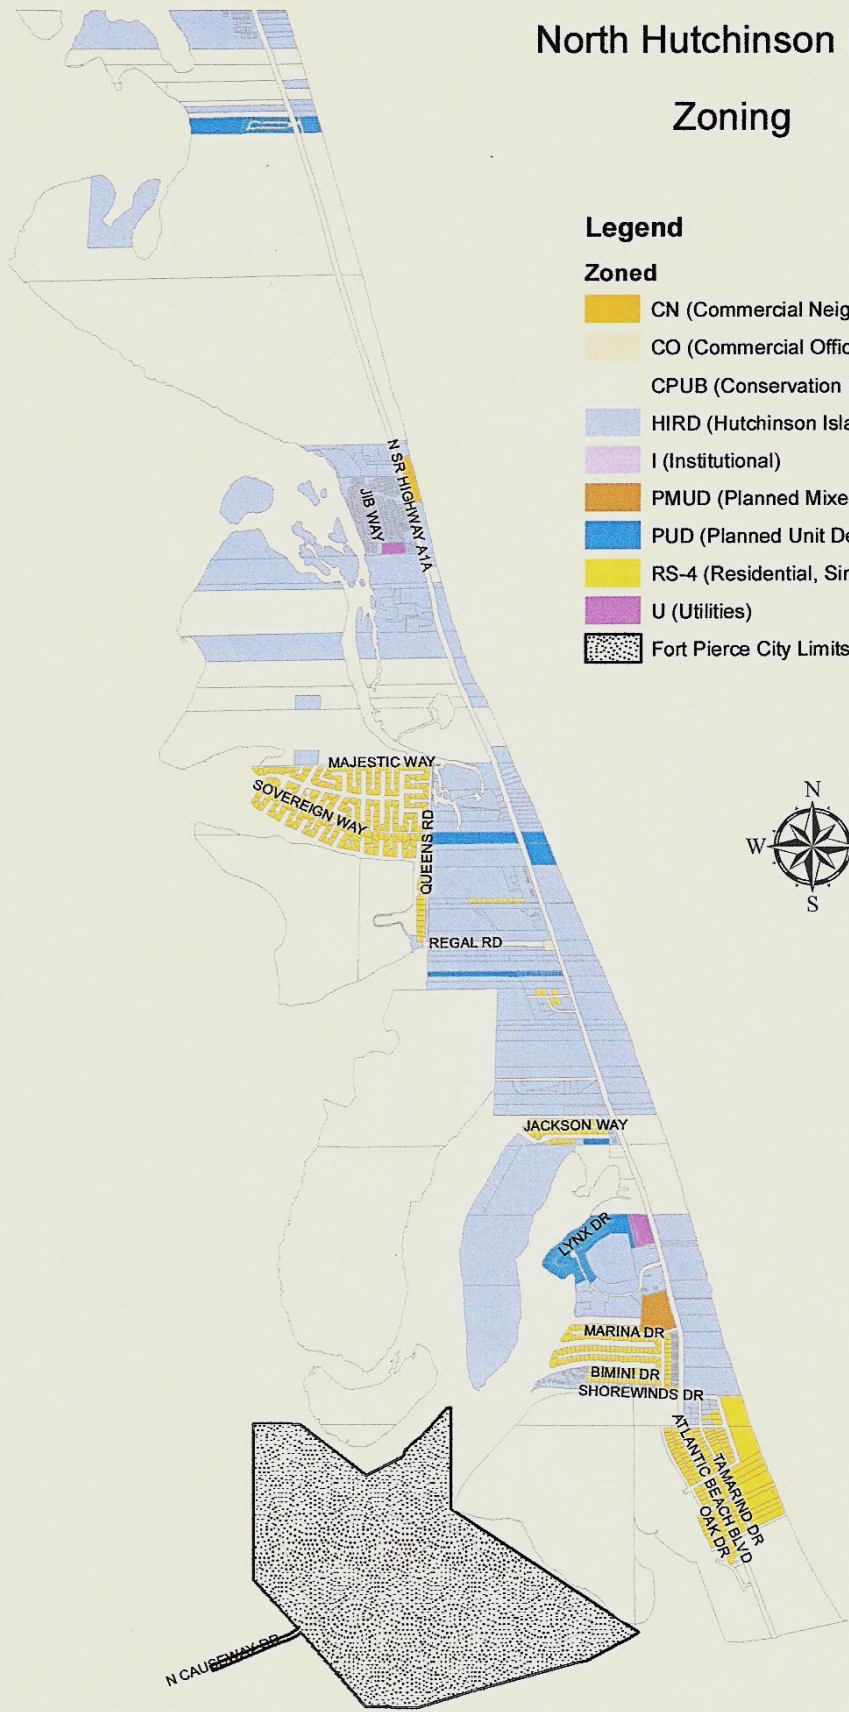 North Hutchinson
Zoning
Legend
Zoned
CN (Commercial Neig
CO (Commercial Offic
CPUB (Conservation
HIRD (Hutchinson Isla
I (Institutional)
PMUD (Planned Mixe
PUD (Planned Unit De
RS-4 (Residential, Sin
U (Utilities)
Fort Pierce City Limits
N SR HIGHWAY A1A
JIB WAY
MAJESTIC WAY
SOVEREIGN WAY
QUEENS RD
N
W
S
REGAL RD
JACKSON WAY
LYNX DR
MARINA DR
BIMINI DR
SHOREWINDS DR
ATLANTIC BEACH BLVD
TAMARIND DR
OAK DR
N CAUSEWAY DR